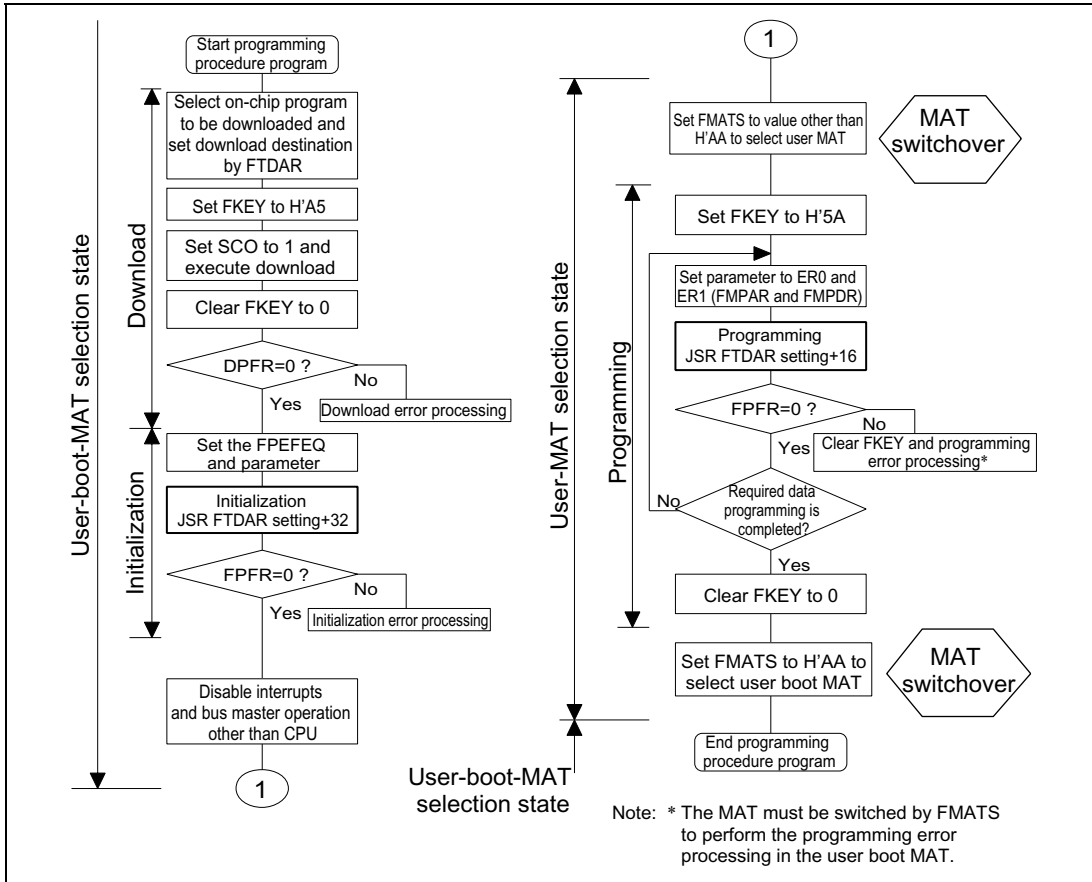 Start programming
procedure program
Select on-chip program
to be downloaded and
set download destination
by FTDAR
Set FKEY to H'A5
Set SCO to 1 and
execute download
Clear FKEY to 0
DPFR=0 ?
No
Yes
Download error processing
Set the FPEFEQ
and parameter
Initialization
JSR FTDAR setting+32
FPFR=0 ?
No
Yes
Initialization error processing
Disable interrupts
and bus master operation
other than CPU
1
Download
Initialization
User-boot-MAT selection state
1
Set FMATS to value other than
H'AA to select user MAT
MAT
switchover
Set FKEY to H'5A
Set parameter to ER0 and
ER1 (FMPAR and FMPDR)
Programming
JSR FTDAR setting+16
FPFR=0 ?
No
Yes
Clear FKEY and programming
error processing*
No
Required data
programming is
completed?
Yes
Clear FKEY to 0
Set FMATS to H'AA to
select user boot MAT
MAT
switchover
End programming
procedure program
Programming
User-MAT selection state
User-boot-MAT
selection state
Note: * The MAT must be switched by FMATS
to perform the programming error
processing in the user boot MAT.